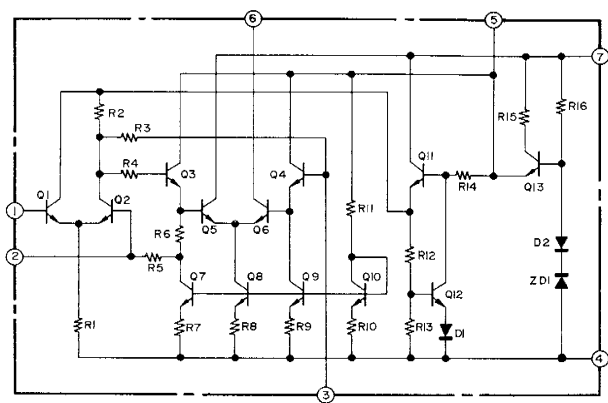 6 5
7
R2 R15 R16
R3
R4 Q3 Q4 Q11
Q1 Q2 R14 Q13
1 R11
R6 Q5 Q6 D2
2 R5 R12
Q7 Q8 Q9 Q10 Q12 ZD1
R1 R7 R8 R9 R10 R13 D1
4
3